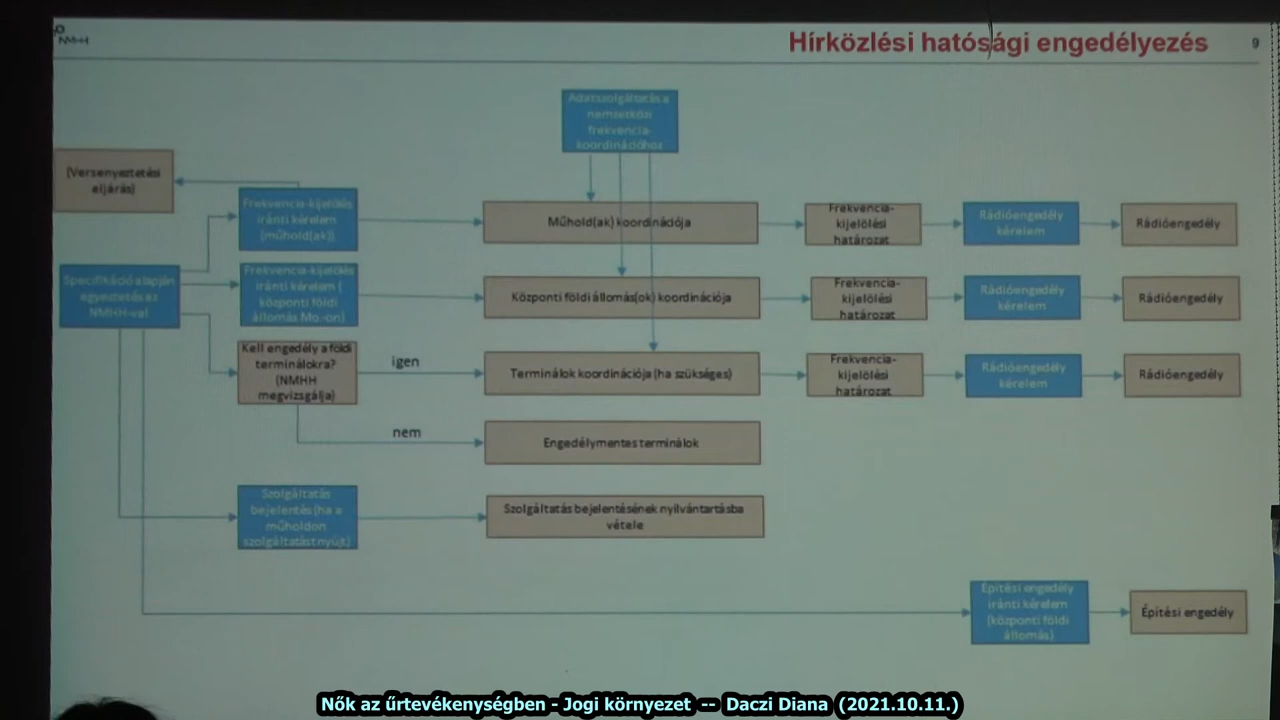 NMHH
Hírközlési hatósági engedélyezés
9
Adatszolgáltatás a
nemzetközi
frekvencia-
koordinációhoz
(Versenyeztetési
eljárás)
Frekvencia-kijelölés
iránti kérelem
(műhold(ak))
Műhold(ak) koordinációja
Frekvencia-
kijelölési
határozat
Rádióengedély
kérelem
Rádióengedély
Specifikáció alapján
egyeztetés az
NMHH-val
Frekvencia-kijelölés
iránti kérelem (
központi földi
állomás Mo.-on)
Központi földi állomás(ok) koordinációja
Frekvencia-
kijelölési
határozat
Rádióengedély
kérelem
Rádióengedély
Kell engedély a földi
terminálokra?
(NMHH
megvizsgálja)
igen
Terminálok koordinációja (ha szükséges)
Frekvencia-
kijelölési
határozat
Rádióengedély
kérelem
Rádióengedély
nem
Engedélymentes terminálok
Szolgáltatás
bejelentés (ha a
műholdon
szolgáltatást nyújt)
Szolgáltatás bejelentésének nyilvántartásba
vétele
Építési engedély
iránti kérelem
(központi földi
állomás)
Építési engedély
Nők az űrtevékenységben - Jogi környezet -- Daczi Diana (2021.10.11.)